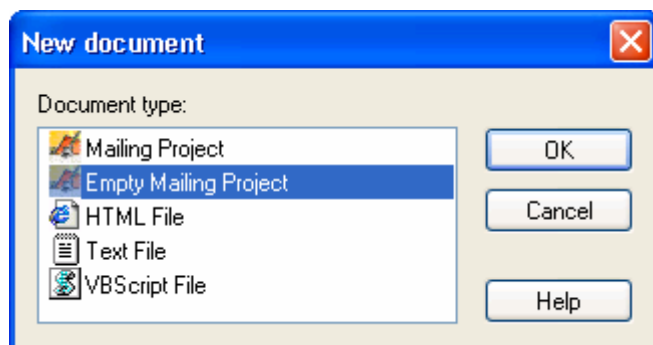 New document
Document type:
Mailing Project
OK
Empty Mailing Project
HTML File
Cancel
Text File
VBScript File
Help